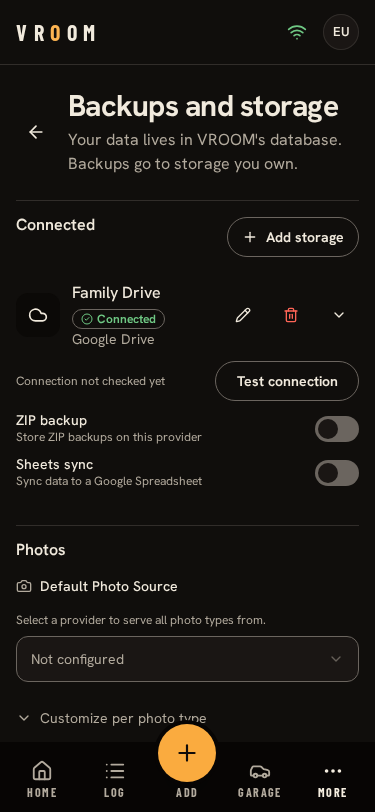 VROOM
EU
Backups and storage
Your data lives in VROOM's database.
Backups go to storage you own.
Connected
Add storage
Family Drive
Connected
Google Drive
Connection not checked yet
Test connection
ZIP backup
Store ZIP backups on this provider
Sheets sync
Sync data to a Google Spreadsheet
Photos
Default Photo Source
Select a provider to serve all photo types from.
Not configured
Customize per photo type
HOME
LOG
ADD
GARAGE
MORE